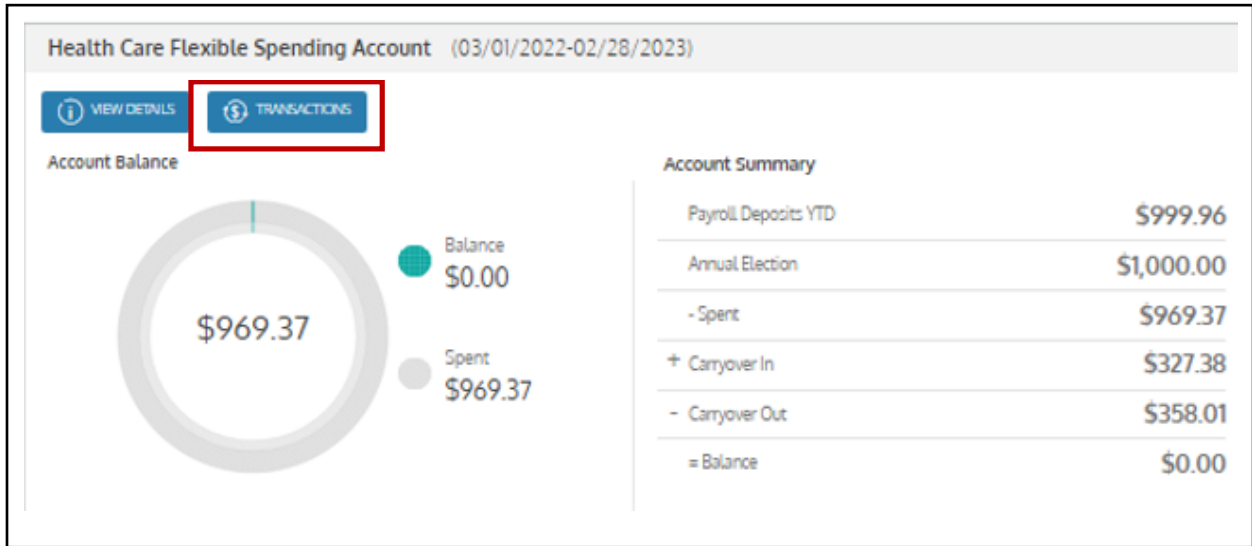 Health Care Flexible Spending Account (03/01/2022-02/28/2023)
VIEW DETAILS TRANSACTIONS
Account Balance
$969.37
Balance
$0.00
Spent
$969.37
Account Summary
Payroll Deposits YTD $999.96
Annual Election $1,000.00
- Spent $969.37
+ Carryover In $327.38
- Carryover Out $358.01
= Balance $0.00